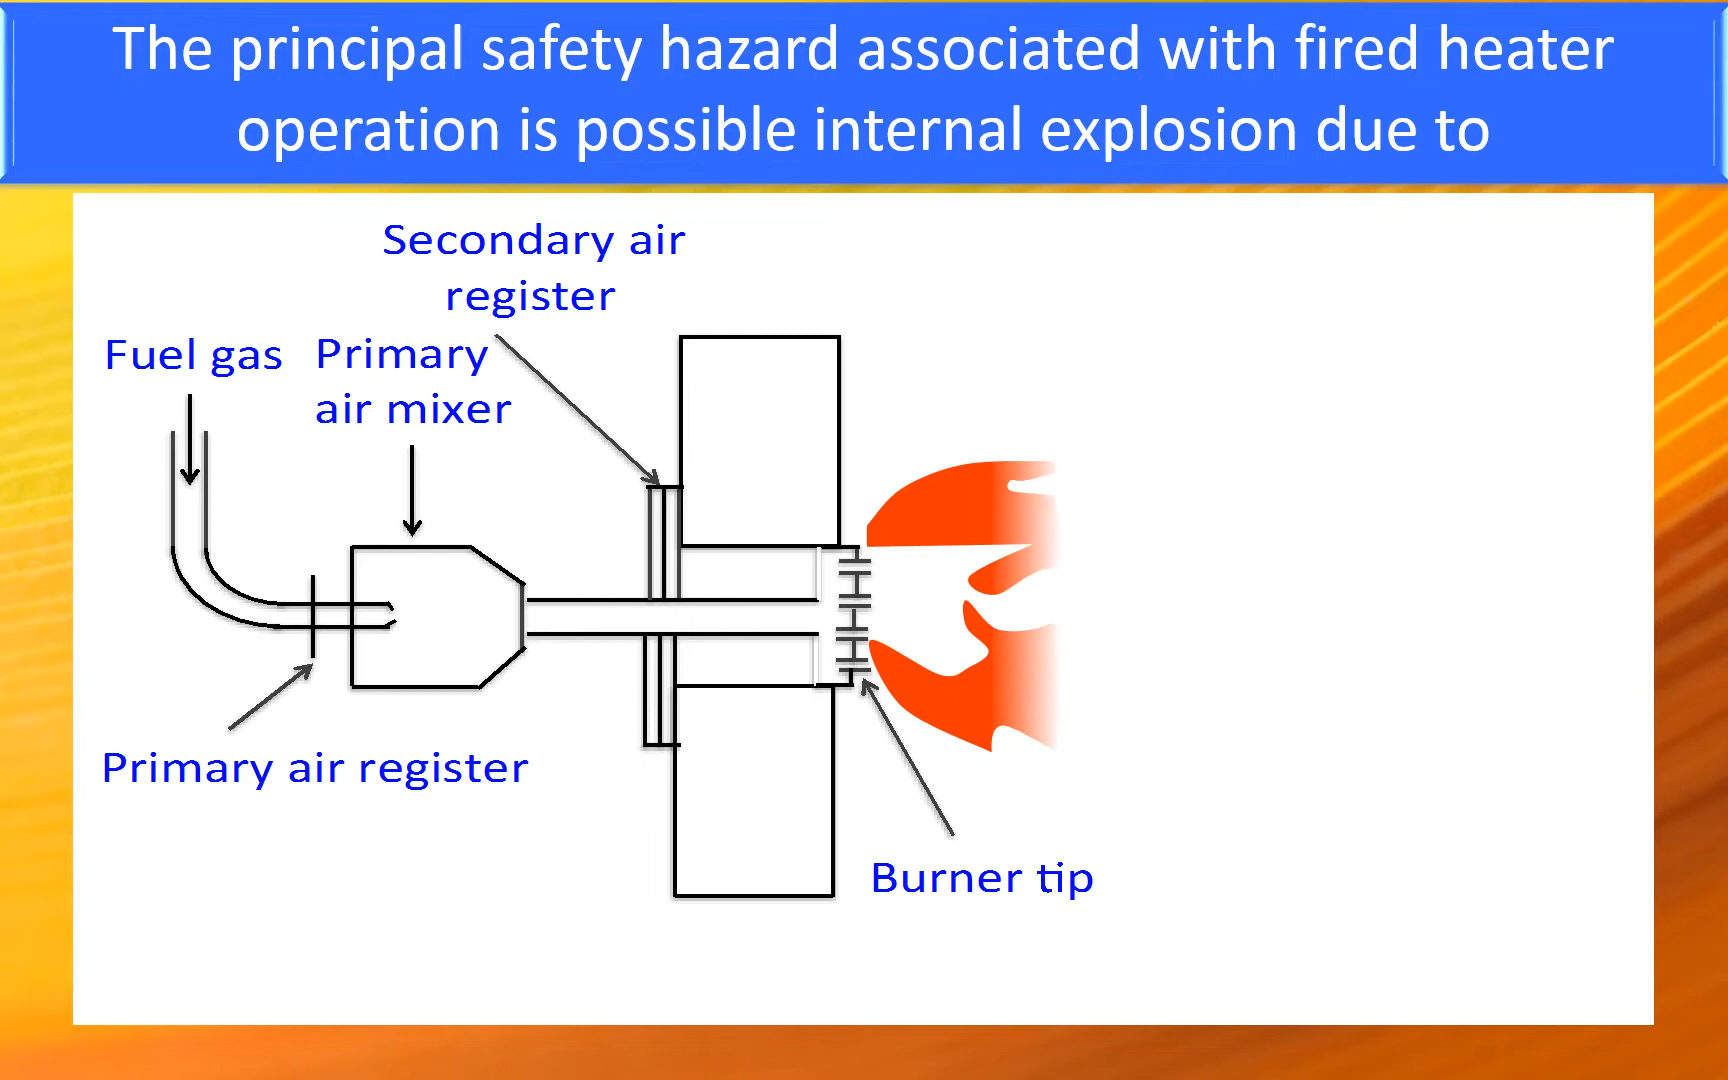 The principal safety hazard associated with fired heater
operation is possible internal explosion due to
Secondary air
register
Fuel gas
Primary
air mixer
Primary air register
Burner tip